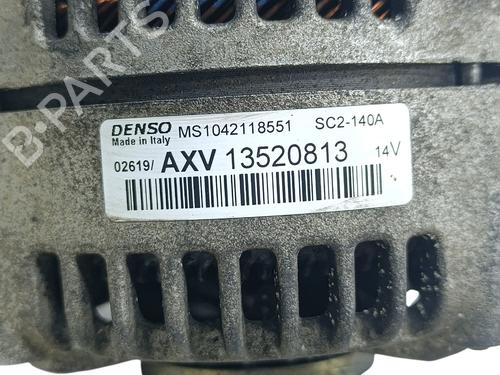 B-PARTS
DENSO MS1042118551 SC2-140A
Made in Italy
02619/ AXV 13520813 14V